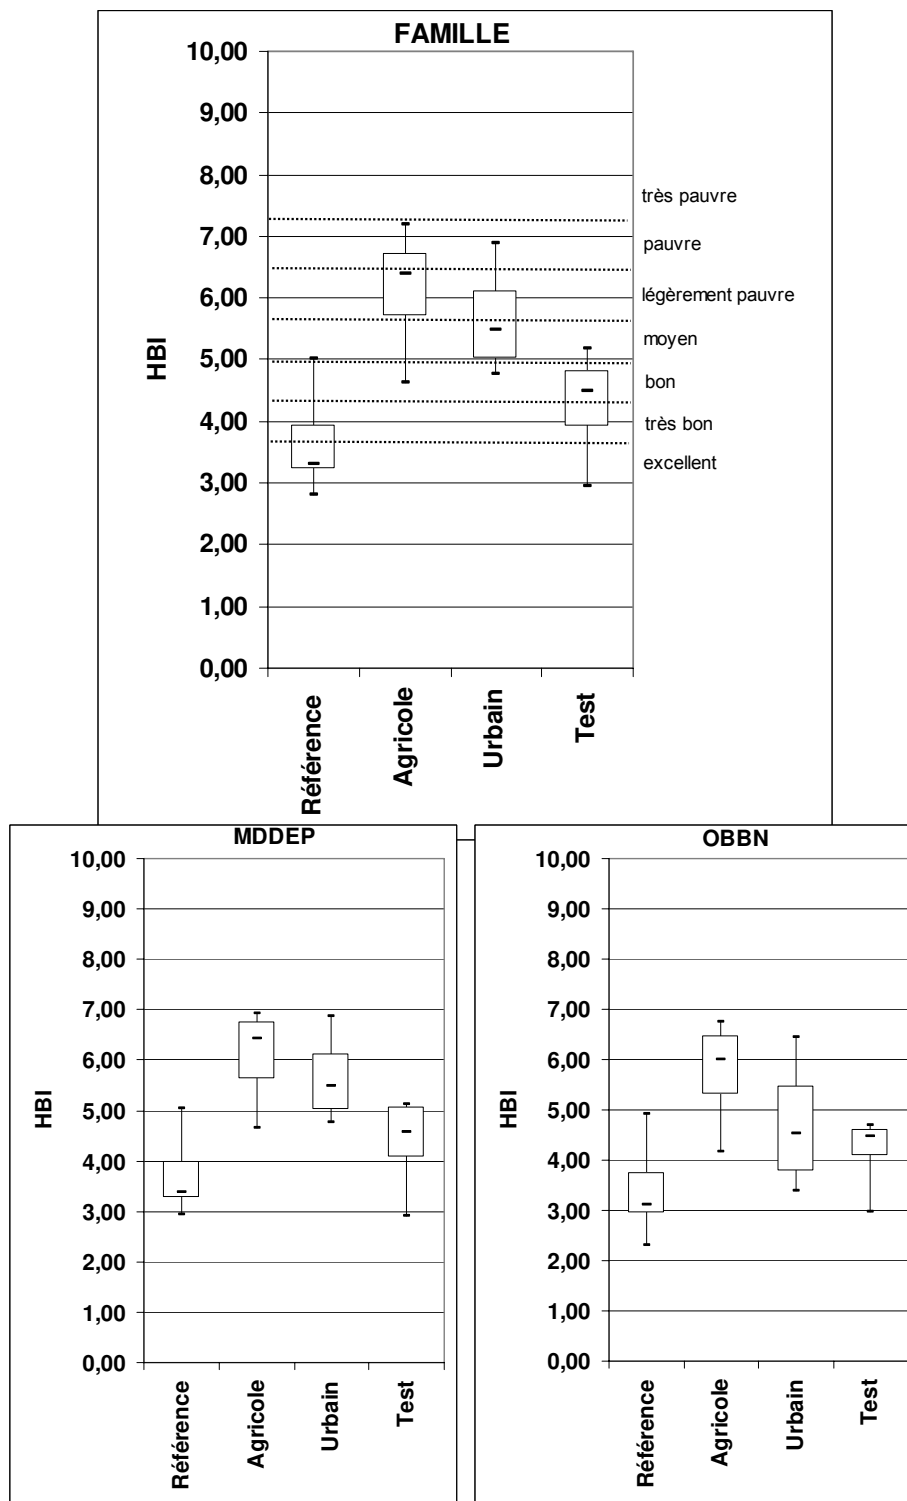 FAMILLE
10,00
9,00
8,00
7,00
6,00
5,00
4,00
3,00
2,00
1,00
0,00
HBI
très pauvre
pauvre
légèrement pauvre
moyen
bon
très bon
excellent
Référence
Agricole
Urbain
Test
MDDEP
10,00
9,00
8,00
7,00
6,00
5,00
4,00
3,00
2,00
1,00
0,00
HBI
Référence
Agricole
Urbain
Test
OBBN
10,00
9,00
8,00
7,00
6,00
5,00
4,00
3,00
2,00
1,00
0,00
HBI
Référence
Agricole
Urbain
Test